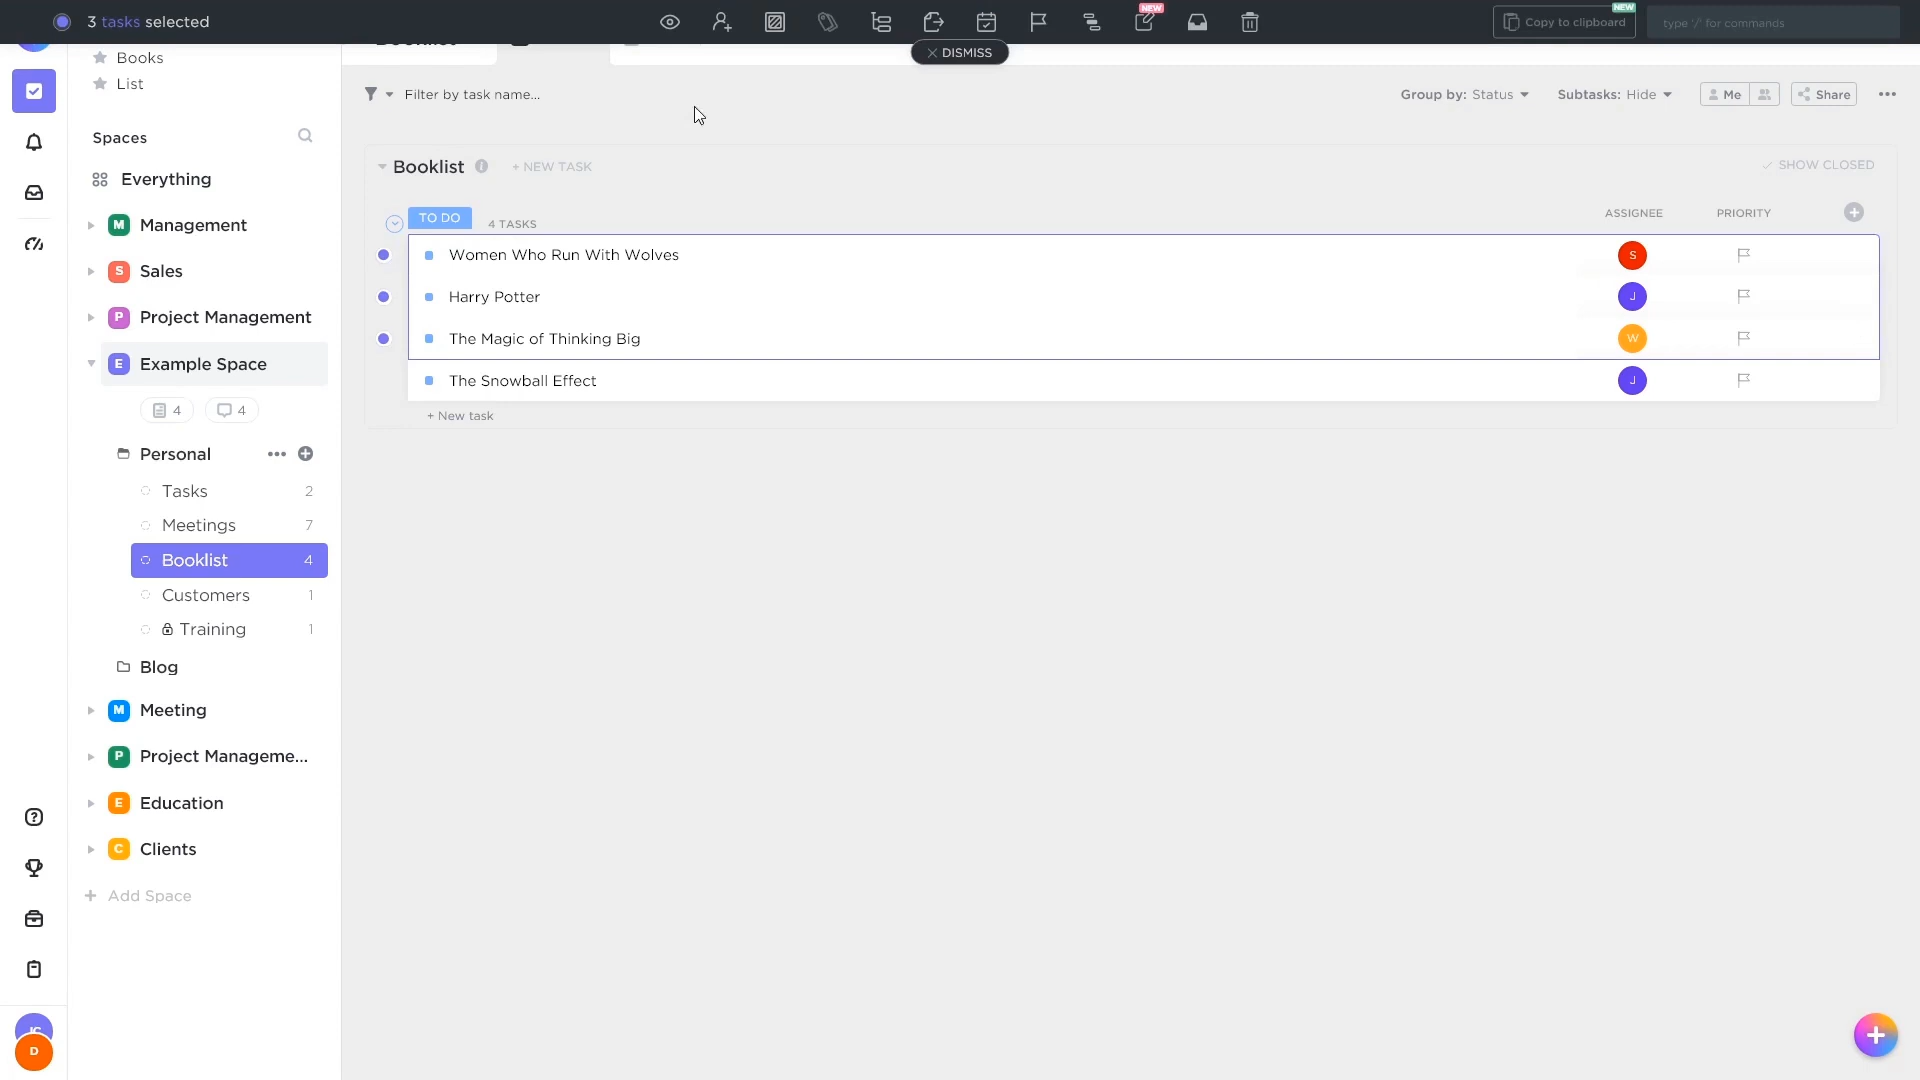 3 tasks selected
NEW
NEW
Copy to clipboard
type '/' for commands
DISMISS
Books
List
Filter by task name...
Group by: Status
Subtasks: Hide
Me
Share
Spaces
Everything
Booklist
+ NEW TASK
SHOW CLOSED
M Management
S Sales
P Project Management
E Example Space
4
4
Personal
Tasks 2
Meetings 7
Booklist 4
Customers 1
Training 1
Blog
M Meeting
P Project Manageme...
E Education
C Clients
+ Add Space
TO DO
4 TASKS
ASSIGNEE
PRIORITY
Women Who Run With Wolves
S
Harry Potter
J
The Magic of Thinking Big
W
The Snowball Effect
J
+ New task
D